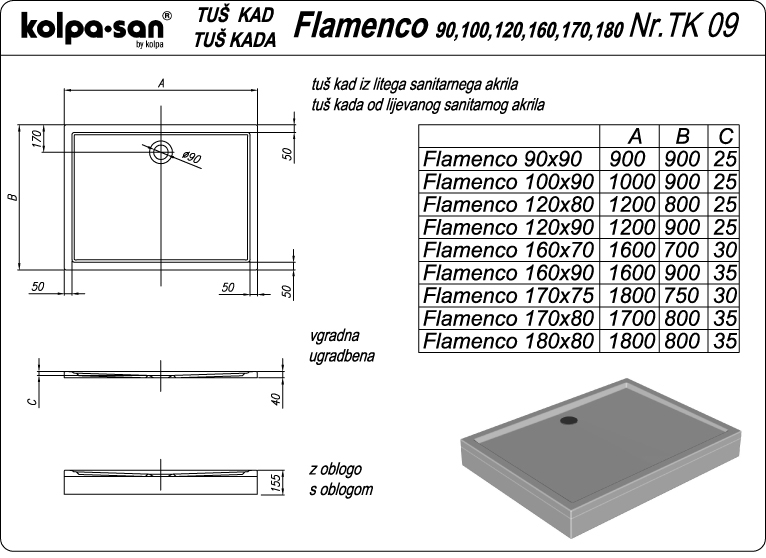 kolpa-san®
by kolpa
TUŠ KAD
TUŠ KADA
Flamenco 90,100,120,160,170,180 Nr.TK 09
tuš kad iz litega sanitarnega akrila
tuš kada od lijevanog sanitarnog akrila
A
170
50
ø90
B
50
50
50
A B C
Flamenco 90x90 900 900 25
Flamenco 100x90 1000 900 25
Flamenco 120x80 1200 800 25
Flamenco 120x90 1200 900 25
Flamenco 160x70 1600 700 30
Flamenco 160x90 1600 900 35
Flamenco 170x75 1800 750 30
Flamenco 170x80 1700 800 35
Flamenco 180x80 1800 800 35
vgradna
ugradbena
C
40
z oblogo
s oblogom
155